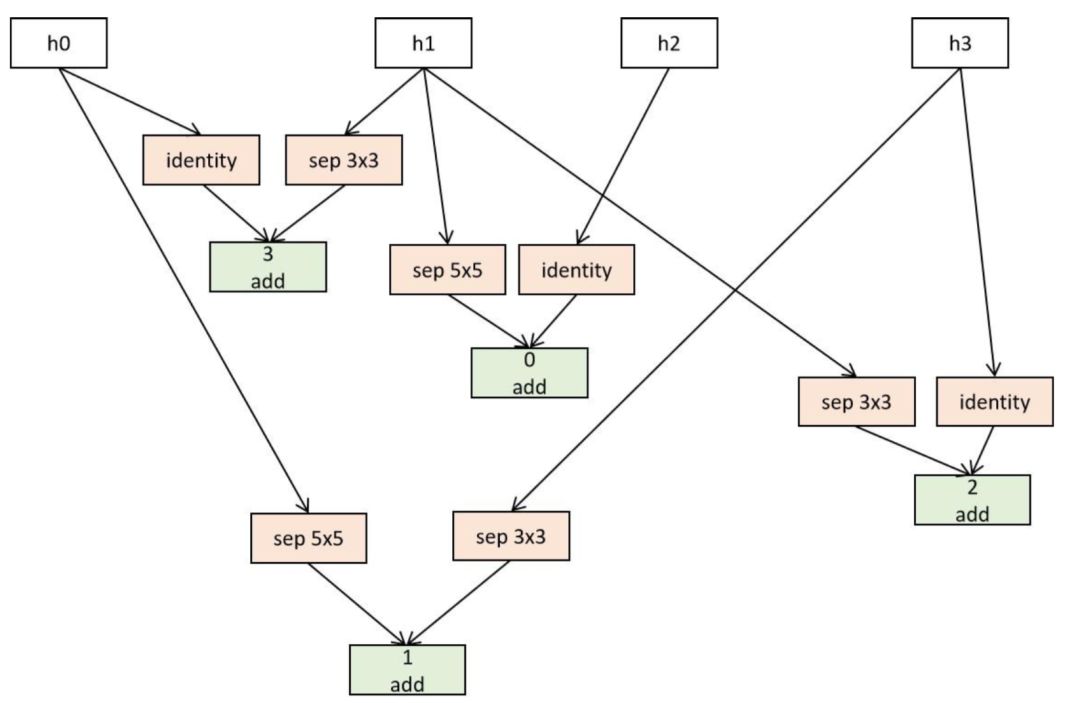 h0
h1
h2
h3
identity
sep 3x3
3
add
sep 5x5
identity
0
add
sep 3x3
identity
2
add
sep 5x5
sep 3x3
1
add